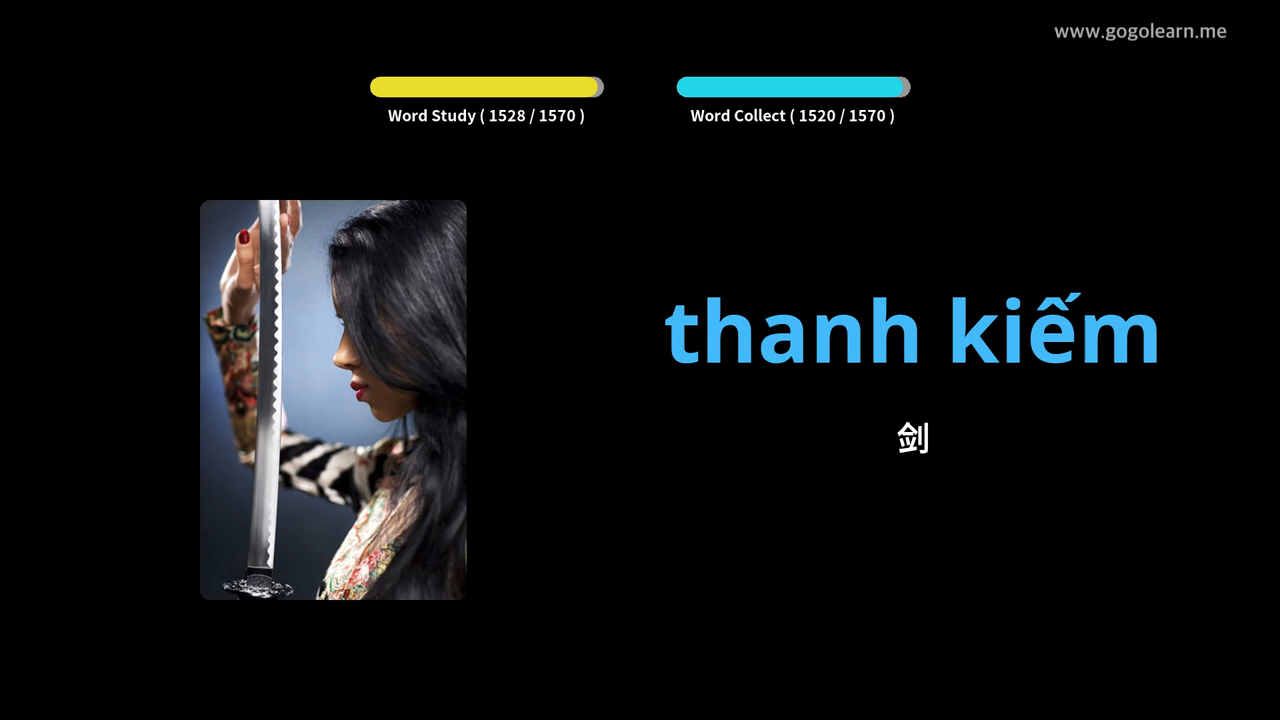 www.gogolearn.me
Word Study ( 1528 / 1570 )
Word Collect ( 1520 / 1570 )
thanh kiếm
剑